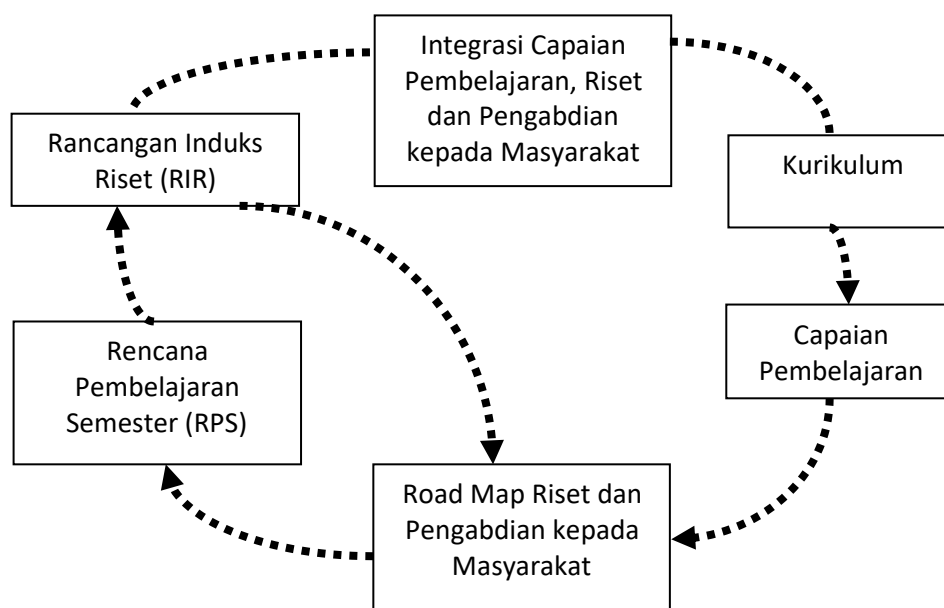 Integrasi Capaian
Pembelajaran, Riset
dan Pengabdian
kepada Masyarakat
Rancangan Induks
Riset (RIR)
Kurikulum
Rencana
Pembelajaran
Semester (RPS)
Capaian
Pembelajaran
Road Map Riset dan
Pengabdian kepada
Masyarakat